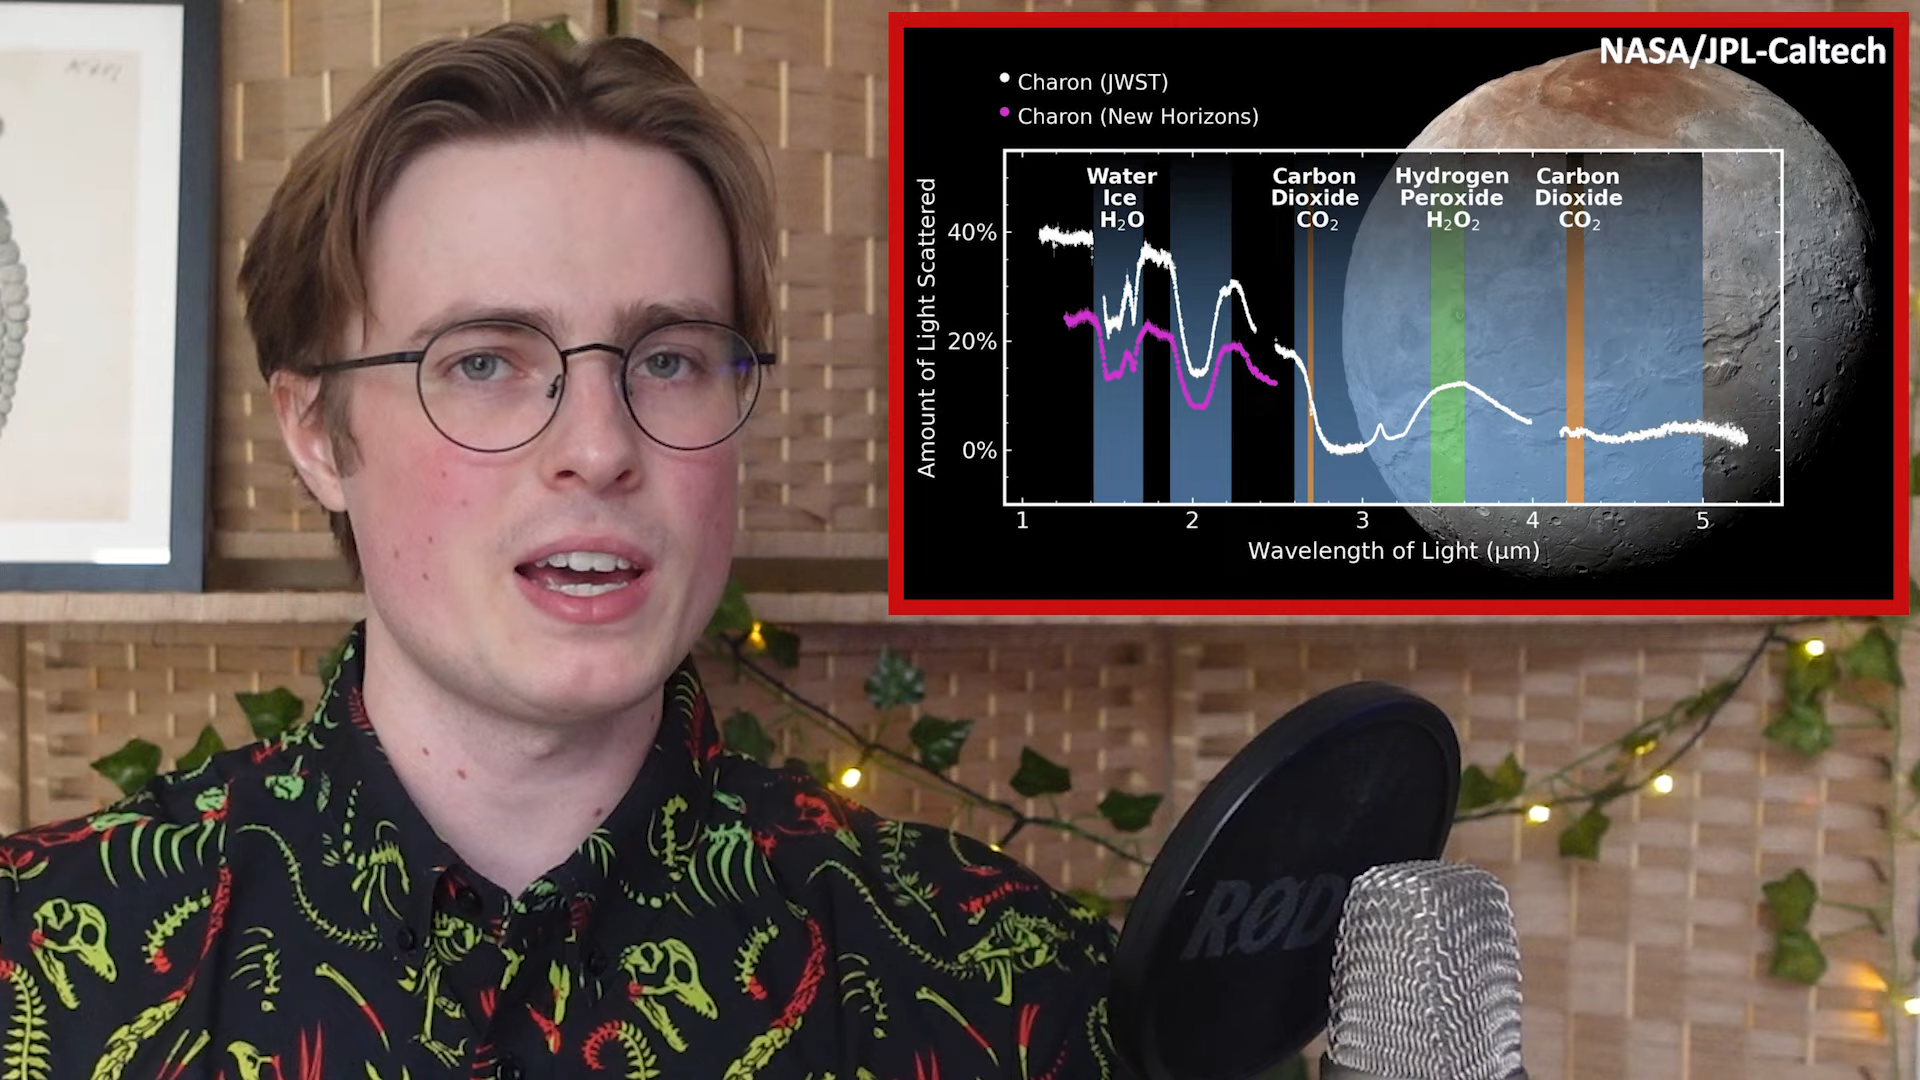 NASA/JPL-Caltech
Charon (JWST)
Charon (New Horizons)
Water
Ice
H₂O
Carbon
Dioxide
CO₂
Hydrogen
Peroxide
H₂O₂
Carbon
Dioxide
CO₂
Amount of Light Scattered
40%
20%
0%
1 2 3 4 5
Wavelength of Light (μm)
RØD